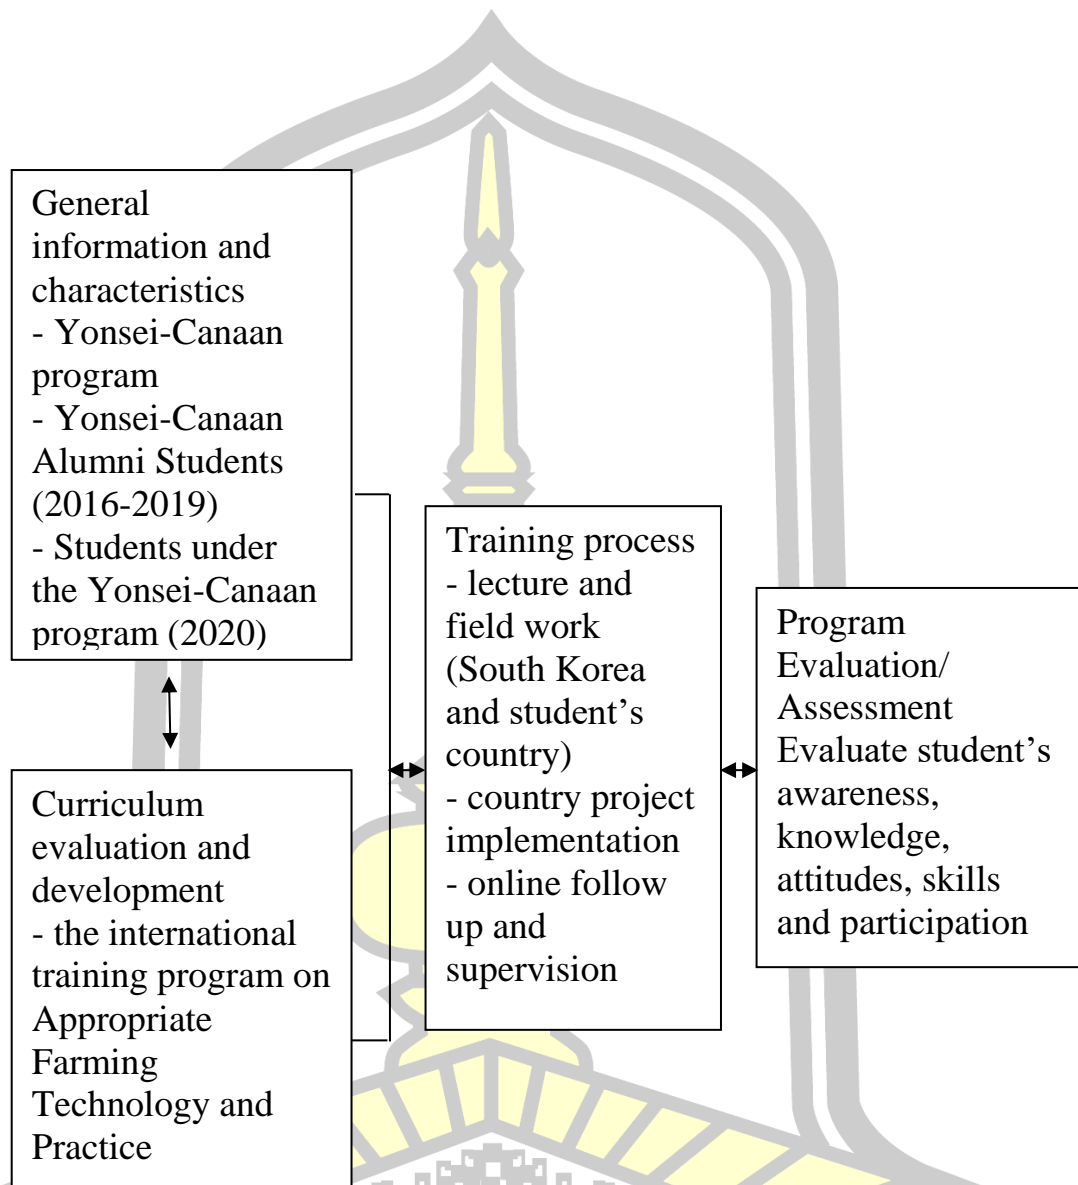 General
information and
characteristics
- Yonsei-Canaan
program
- Yonsei-Canaan
Alumni Students
(2016-2019)
- Students under
the Yonsei-Canaan
program (2020)
Curriculum
evaluation and
development
- the international
training program on
Appropriate
Farming
Technology and
Practice
Training process
- lecture and
field work
(South Korea
and student’s
country)
- country project
implementation
- online follow
up and
supervision
Program
Evaluation/
Assessment
Evaluate student’s
awareness,
knowledge,
attitudes, skills
and participation